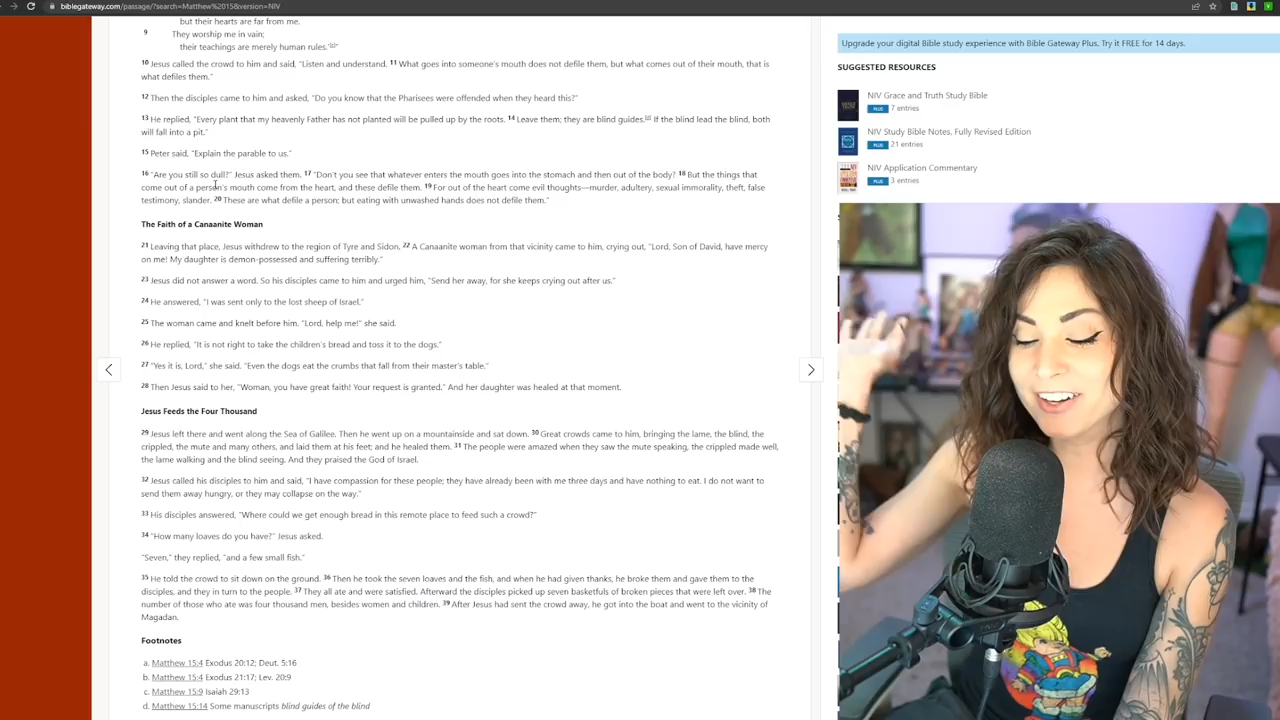 biblegateway.com/passage/?search=Matthew%2015&version=NIV
but their hearts are far from me.
9 They worship me in vain;
their teachings are merely human rules.’[c]”
10 Jesus called the crowd to him and said, “Listen and understand. 11 What goes into someone’s mouth does not defile them, but what comes out of their mouth, that is
what defiles them.”
12 Then the disciples came to him and asked, “Do you know that the Pharisees were offended when they heard this?”
13 He replied, “Every plant that my heavenly Father has not planted will be pulled up by the roots. 14 Leave them; they are blind guides.[d] If the blind lead the blind, both
will fall into a pit.”
15 Peter said, “Explain the parable to us.”
16 “Are you still so dull?” Jesus asked them. 17 “Don’t you see that whatever enters the mouth goes into the stomach and then out of the body? 18 But the things that
come out of a person’s mouth come from the heart, and these defile them. 19 For out of the heart come evil thoughts—murder, adultery, sexual immorality, theft, false
testimony, slander. 20 These are what defile a person; but eating with unwashed hands does not defile them.”
The Faith of a Canaanite Woman
21 Leaving that place, Jesus withdrew to the region of Tyre and Sidon. 22 A Canaanite woman from that vicinity came to him, crying out, “Lord, Son of David, have mercy
on me! My daughter is demon-possessed and suffering terribly.”
23 Jesus did not answer a word. So his disciples came to him and urged him, “Send her away, for she keeps crying out after us.”
24 He answered, “I was sent only to the lost sheep of Israel.”
25 The woman came and knelt before him. “Lord, help me!” she said.
26 He replied, “It is not right to take the children’s bread and toss it to the dogs.”
27 “Yes it is, Lord,” she said. “Even the dogs eat the crumbs that fall from their master’s table.”
28 Then Jesus said to her, “Woman, you have great faith! Your request is granted.” And her daughter was healed at that moment.
Jesus Feeds the Four Thousand
29 Jesus left there and went along the Sea of Galilee. Then he went up on a mountainside and sat down. 30 Great crowds came to him, bringing the lame, the blind, the
crippled, the mute and many others, and laid them at his feet; and he healed them. 31 The people were amazed when they saw the mute speaking, the crippled made well,
the lame walking and the blind seeing. And they praised the God of Israel.
32 Jesus called his disciples to him and said, “I have compassion for these people; they have already been with me three days and have nothing to eat. I do not want to
send them away hungry, or they may collapse on the way.”
33 His disciples answered, “Where could we get enough bread in this remote place to feed such a crowd?”
34 “How many loaves do you have?” Jesus asked.
“Seven,” they replied, “and a few small fish.”
35 He told the crowd to sit down on the ground. 36 Then he took the seven loaves and the fish, and when he had given thanks, he broke them and gave them to the
disciples, and they in turn to the people. 37 They all ate and were satisfied. Afterward the disciples picked up seven basketfuls of broken pieces that were left over. 38 The
number of those who ate was four thousand men, besides women and children. 39 After Jesus had sent the crowd away, he got into the boat and went to the vicinity of
Magadan.
Footnotes
a. Matthew 15:4 Exodus 20:12; Deut. 5:16
b. Matthew 15:4 Exodus 21:17; Lev. 20:9
c. Matthew 15:9 Isaiah 29:13
d. Matthew 15:14 Some manuscripts blind guides of the blind
Upgrade your digital Bible study experience with Bible Gateway Plus. Try it FREE for 14 days.
SUGGESTED RESOURCES
NIV Grace and Truth Study Bible
PLUS 7 entries
NIV Study Bible Notes, Fully Revised Edition
PLUS 21 entries
NIV Application Commentary
PLUS 3 entries